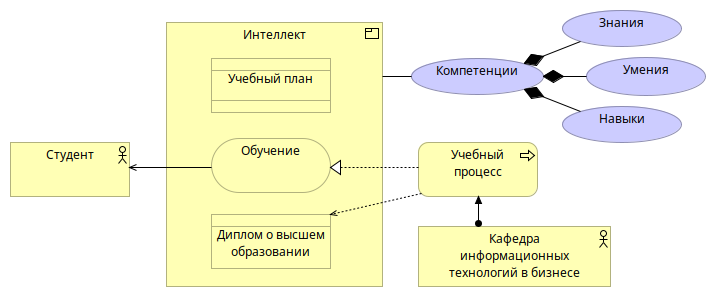 Интеллект
Учебный план
Компетенции
Знания
Умения
Навыки
Студент
Обучение
Учебный
процесс
Диплом о высшем
образовании
Кафедра
информационных
технологий в бизнесе